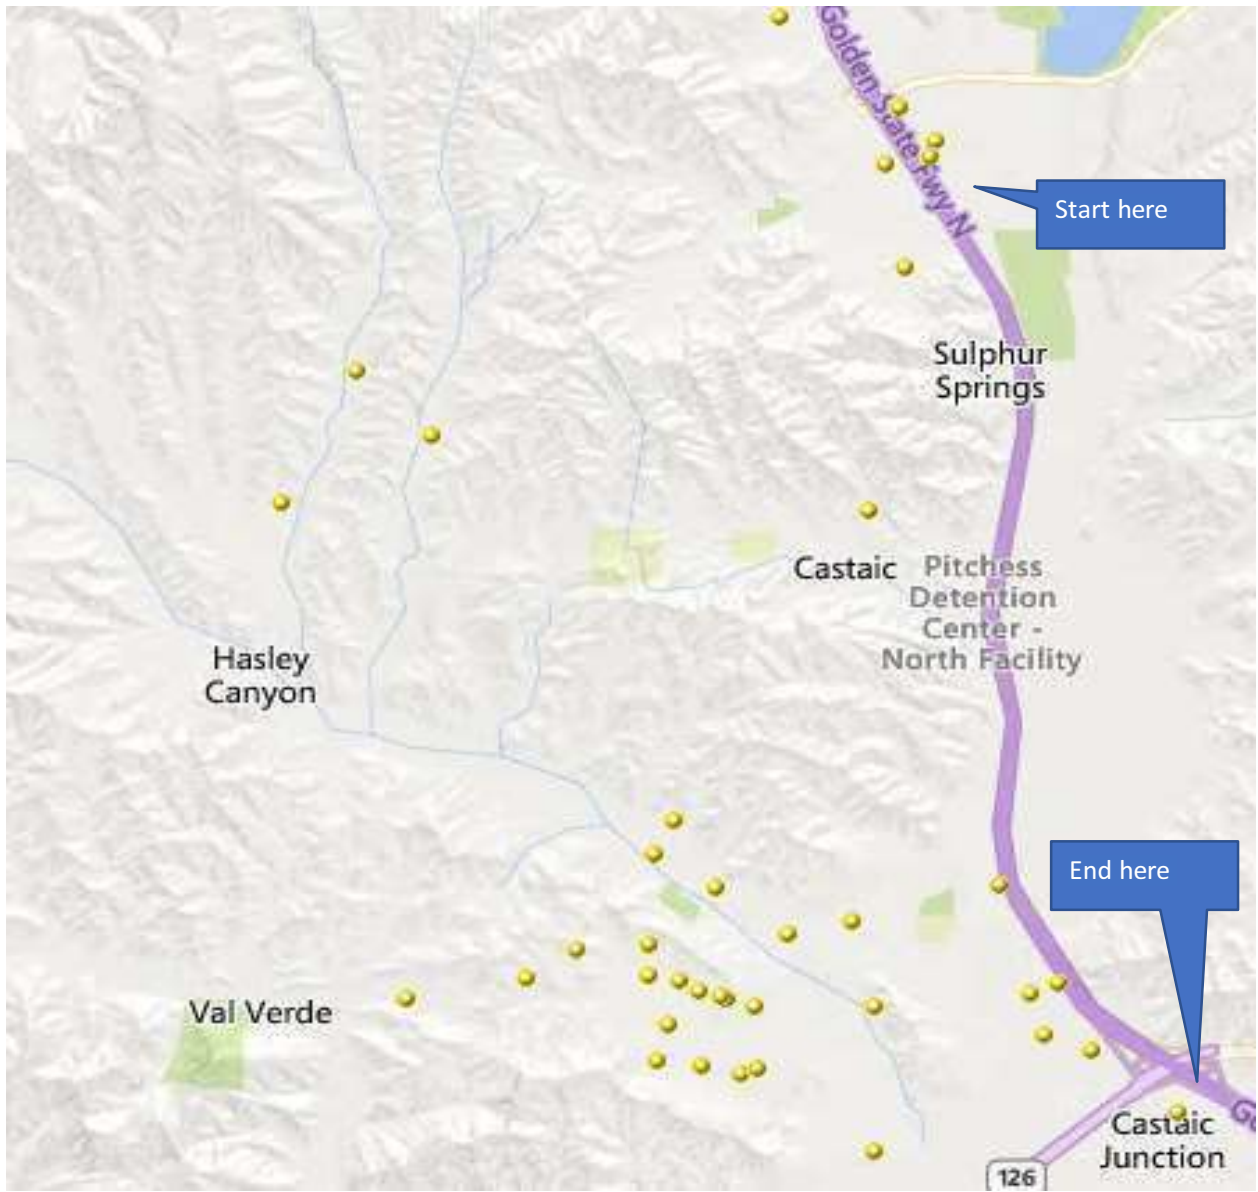 Golden State Fwy N
Start here
Sulphur
Springs
Castaic
Pitchess
Detention
Center -
North Facility
Hasley
Canyon
End here
Val Verde
Castaic
Junction
126